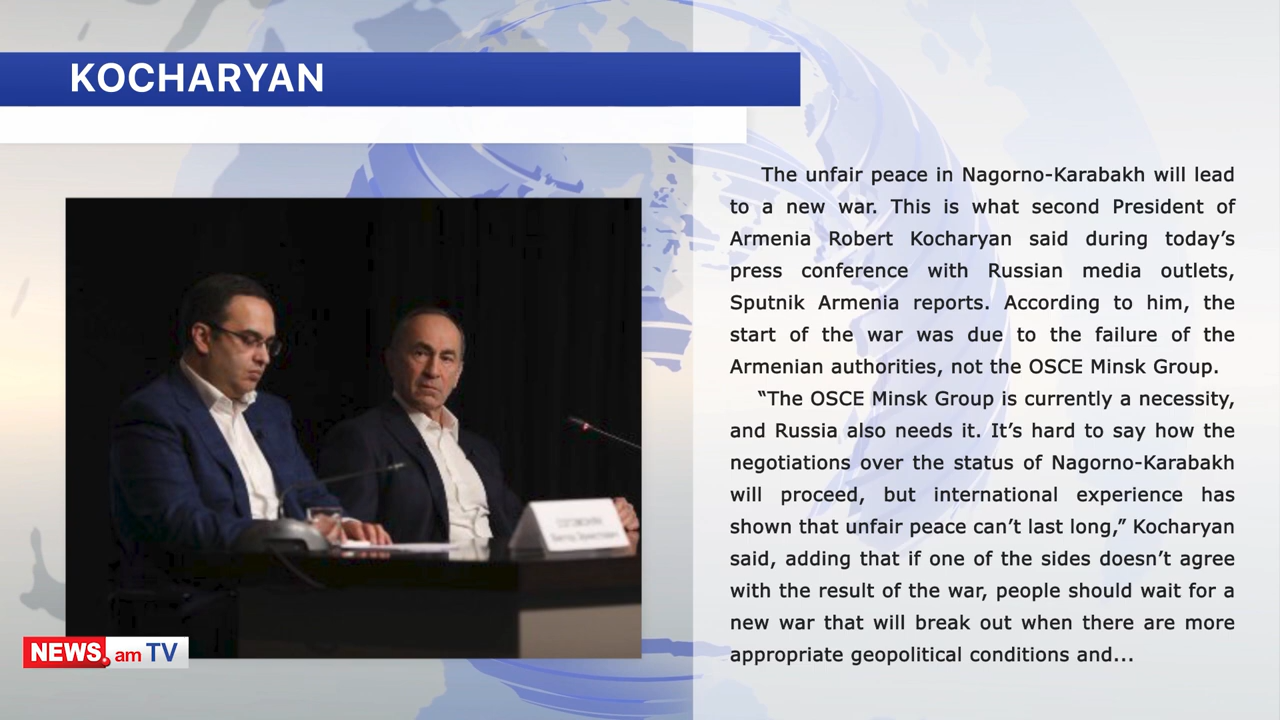 KOCHARYAN
The unfair peace in Nagorno-Karabakh will lead
to a new war. This is what second President of
Armenia Robert Kocharyan said during today’s
press conference with Russian media outlets,
Sputnik Armenia reports. According to him, the
start of the war was due to the failure of the
Armenian authorities, not the OSCE Minsk Group.
“The OSCE Minsk Group is currently a necessity,
and Russia also needs it. It’s hard to say how the
negotiations over the status of Nagorno-Karabakh
will proceed, but international experience has
shown that unfair peace can’t last long,” Kocharyan
said, adding that if one of the sides doesn’t agree
with the result of the war, people should wait for a
new war that will break out when there are more
appropriate geopolitical conditions and...
NEWS.am TV